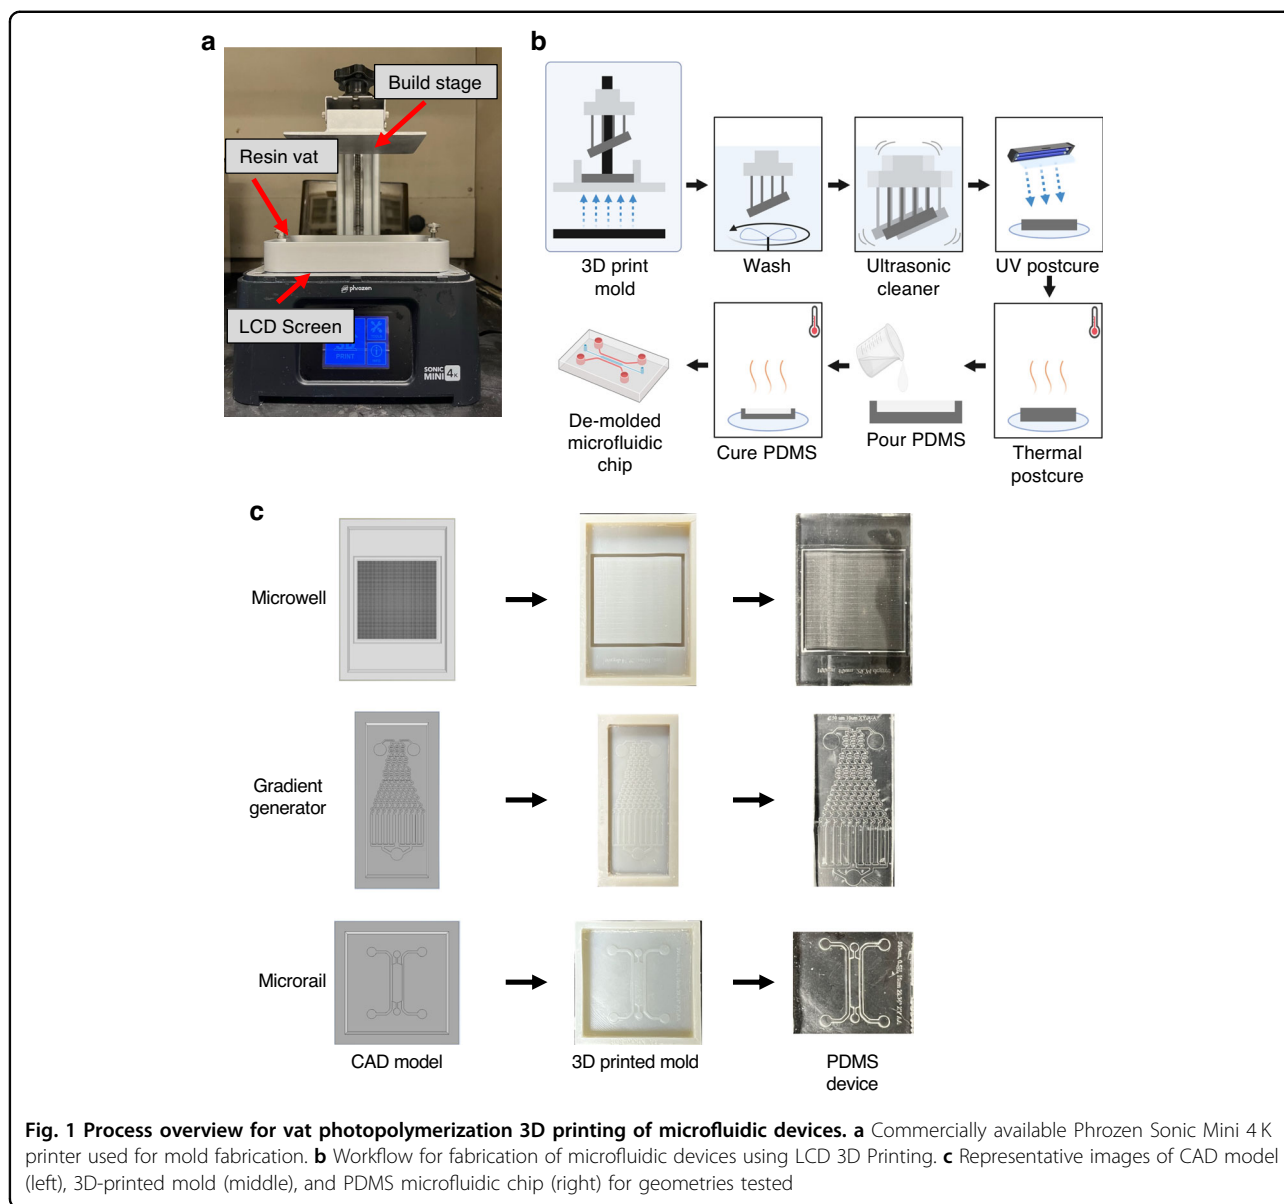 a
Build stage
Resin vat
LCD Screen
phrozen
PRINT
SONIC
MINI 4K
b
3D print
mold
Wash
Ultrasonic
cleaner
UV postcure
De-molded
microfluidic
chip
Cure PDMS
Pour PDMS
Thermal
postcure
c
Microwell
Gradient
generator
Microrail
CAD model
3D printed mold
PDMS
device
Fig. 1 Process overview for vat photopolymerization 3D printing of microfluidic devices. a Commercially available Phrozen Sonic Mini 4 K
printer used for mold fabrication. b Workflow for fabrication of microfluidic devices using LCD 3D Printing. c Representative images of CAD model
(left), 3D-printed mold (middle), and PDMS microfluidic chip (right) for geometries tested